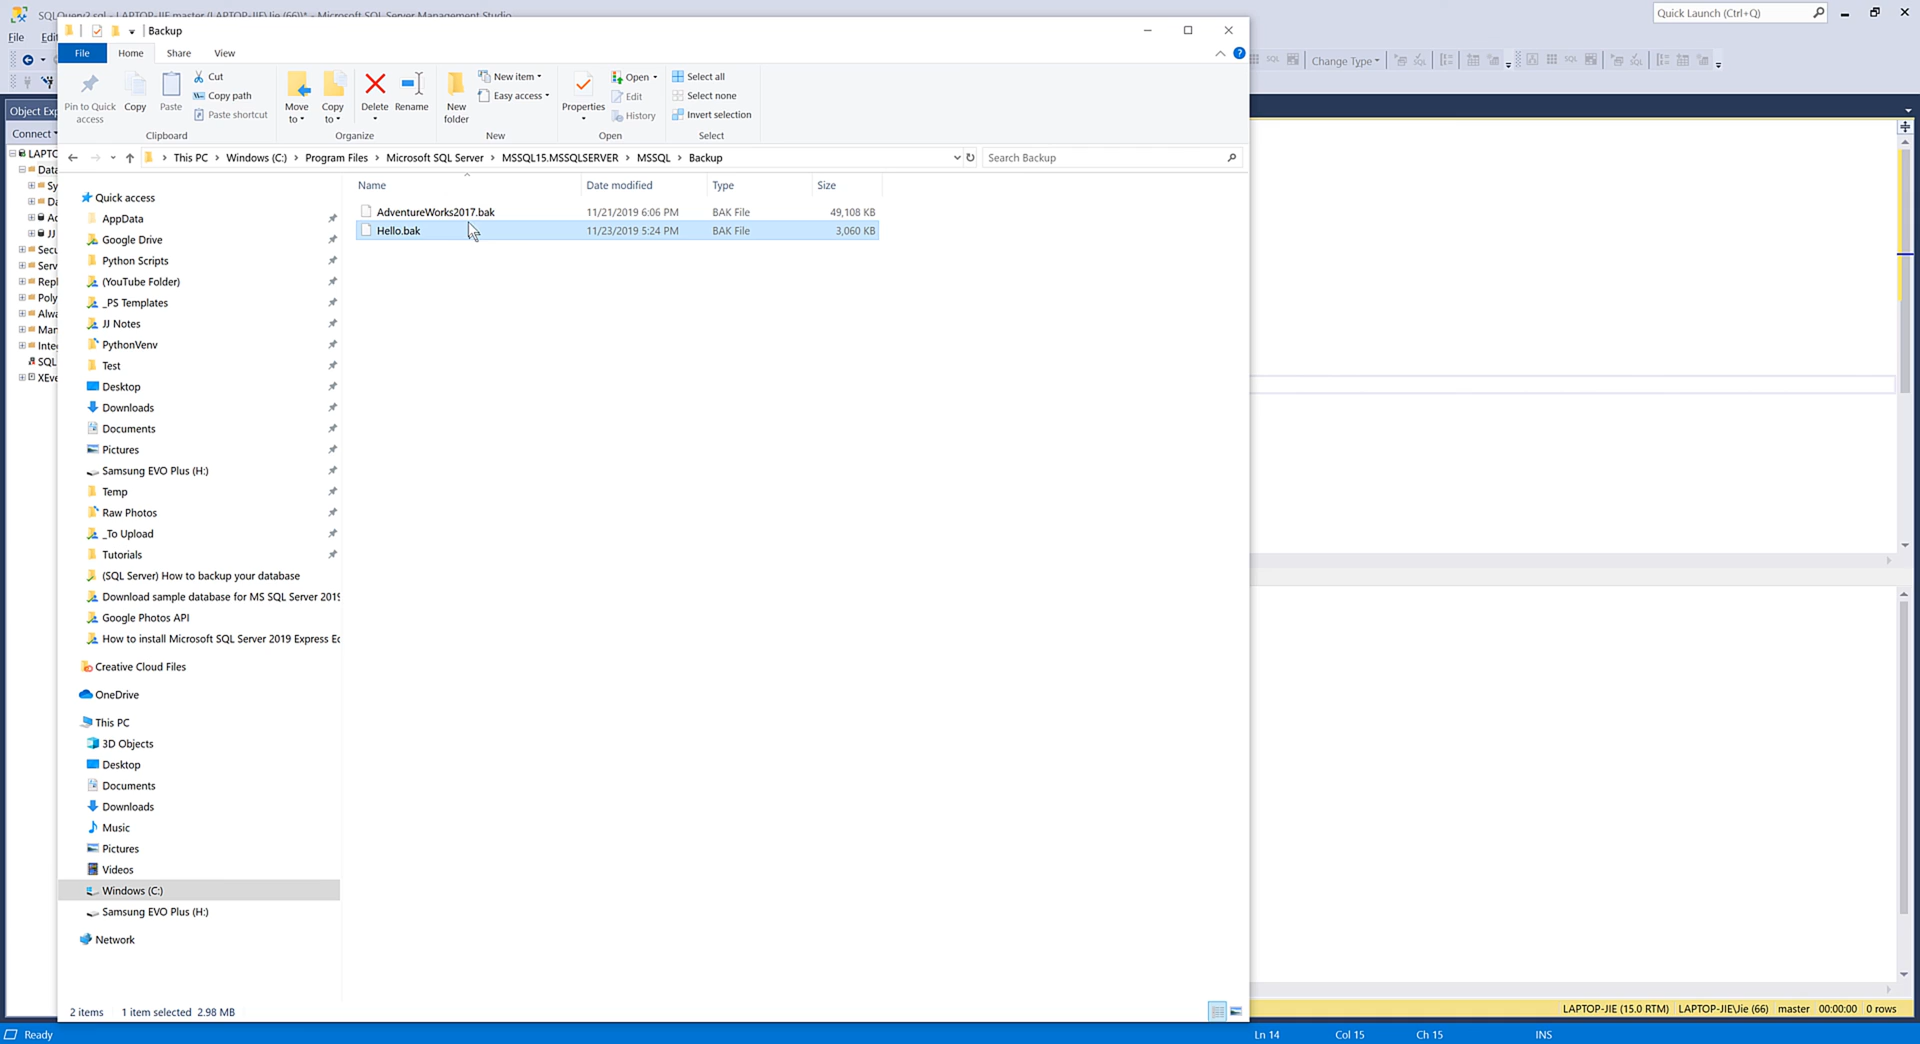 SQLQuery2.sql - LAPTOP-JIE.master (LAPTOP-JIE\Jie (66))* - Microsoft SQL Server Management Studio
Quick Launch (Ctrl+Q)
Backup
File Edi
File Home Share View
Change Type
Pin to Quick access
Copy
Paste
Cut
Copy path
Paste shortcut
Move to
Copy to
Delete
Rename
New folder
New item
Easy access
Properties
Open
Edit
History
Select all
Select none
Invert selection
Clipboard Organize New Open Select
Object Exp
Connect
This PC > Windows (C:) > Program Files > Microsoft SQL Server > MSSQL15.MSSQLSERVER > MSSQL > Backup
Search Backup
LAPTO
Data
Sy
Da
Ad
JJ
Secu
Serv
Repl
Poly
Alwa
Man
Inte
SQL
XEve
Name Date modified Type Size
AdventureWorks2017.bak 11/21/2019 6:06 PM BAK File 49,108 KB
Hello.bak 11/23/2019 5:24 PM BAK File 3,060 KB
Quick access
AppData
Google Drive
Python Scripts
(YouTube Folder)
_PS Templates
JJ Notes
PythonVenv
Test
Desktop
Downloads
Documents
Pictures
Samsung EVO Plus (H:)
Temp
Raw Photos
_To Upload
Tutorials
(SQL Server) How to backup your database
Download sample database for MS SQL Server 2019
Google Photos API
How to install Microsoft SQL Server 2019 Express Ed
Creative Cloud Files
OneDrive
This PC
3D Objects
Desktop
Documents
Downloads
Music
Pictures
Videos
Windows (C:)
Samsung EVO Plus (H:)
Network
2 items 1 item selected 2.98 MB
LAPTOP-JIE (15.0 RTM) LAPTOP-JIE\Jie (66) master 00:00:00 0 rows
Ready Ln 14 Col 15 Ch 15 INS